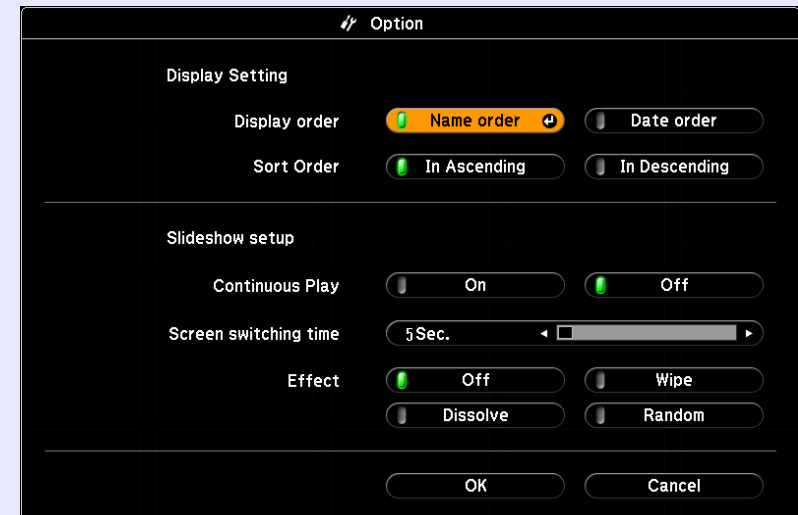 Option
Display Setting
Display order Name order Date order
Sort Order In Ascending In Descending
Slideshow setup
Continuous Play On Off
Screen switching time 5Sec.
Effect Off Wipe
Dissolve Random
OK Cancel